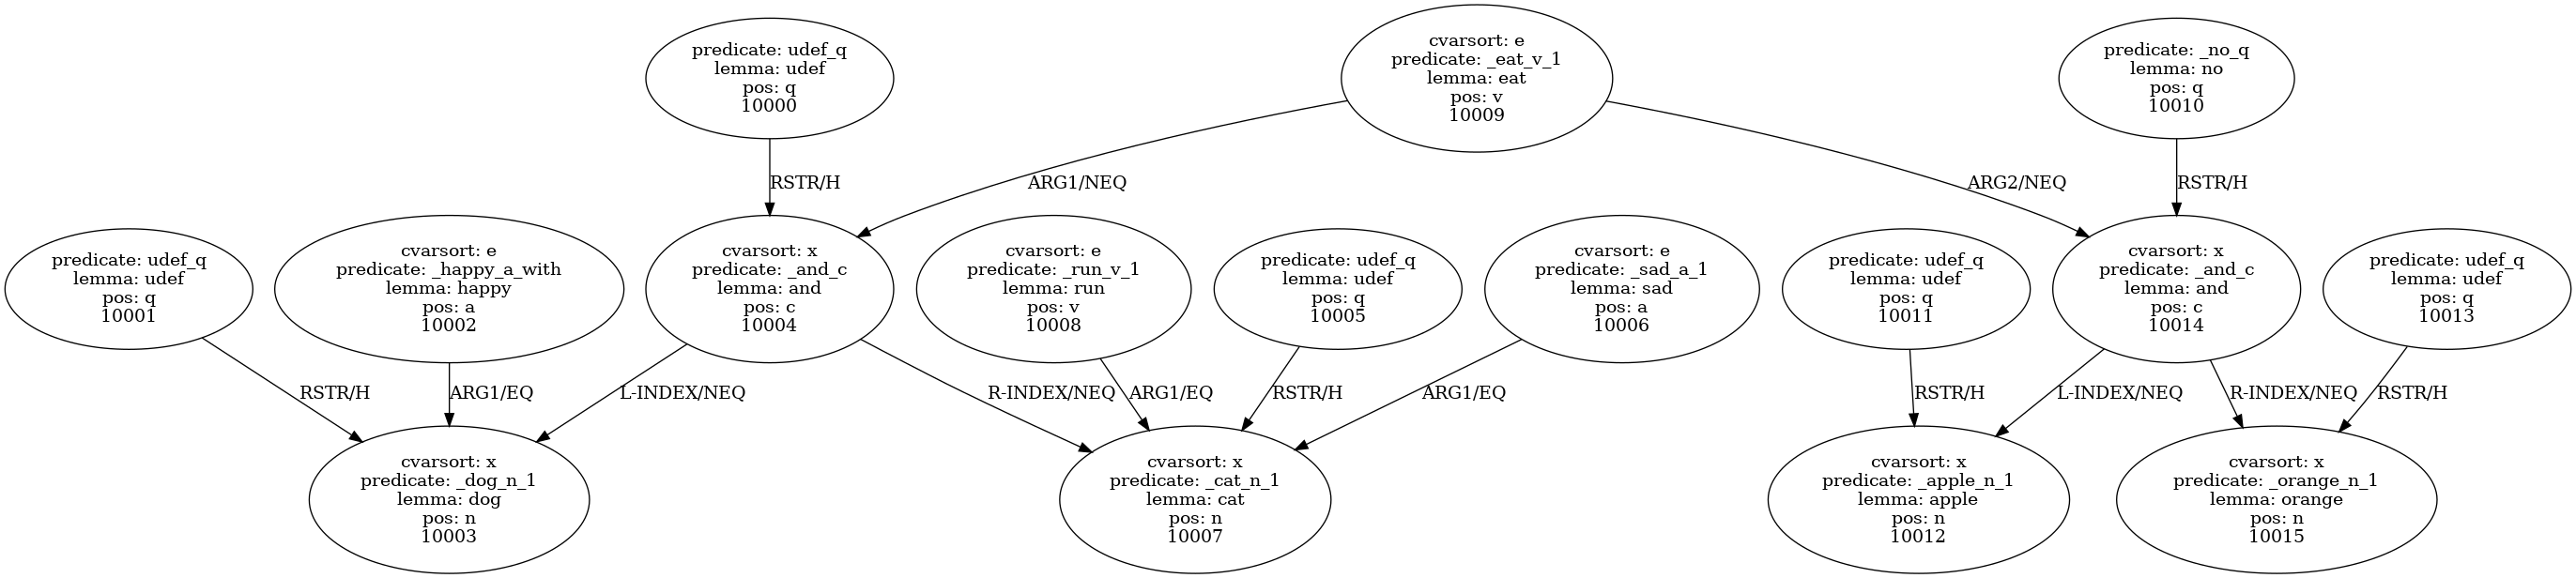 predicate: udef_q
lemma: udef
pos: q
10000
cvarsort: e
predicate: _eat_v_1
lemma: eat
pos: v
10009
predicate: _no_q
lemma: no
pos: q
10010
RSTR/H
ARG1/NEQ
ARG2/NEQ
RSTR/H
predicate: udef_q
lemma: udef
pos: q
10001
cvarsort: e
predicate: _happy_a_with
lemma: happy
pos: a
10002
cvarsort: x
predicate: _and_c
lemma: and
pos: c
10004
cvarsort: e
predicate: _run_v_1
lemma: run
pos: v
10008
predicate: udef_q
lemma: udef
pos: q
10005
cvarsort: e
predicate: _sad_a_1
lemma: sad
pos: a
10006
predicate: udef_q
lemma: udef
pos: q
10011
cvarsort: x
predicate: _and_c
lemma: and
pos: c
10014
predicate: udef_q
lemma: udef
pos: q
10013
RSTR/H
ARG1/EQ
L-INDEX/NEQ
R-INDEX/NEQ
ARG1/EQ
RSTR/H
ARG1/EQ
RSTR/H
L-INDEX/NEQ
R-INDEX/NEQ
RSTR/H
cvarsort: x
predicate: _dog_n_1
lemma: dog
pos: n
10003
cvarsort: x
predicate: _cat_n_1
lemma: cat
pos: n
10007
cvarsort: x
predicate: _apple_n_1
lemma: apple
pos: n
10012
cvarsort: x
predicate: _orange_n_1
lemma: orange
pos: n
10015